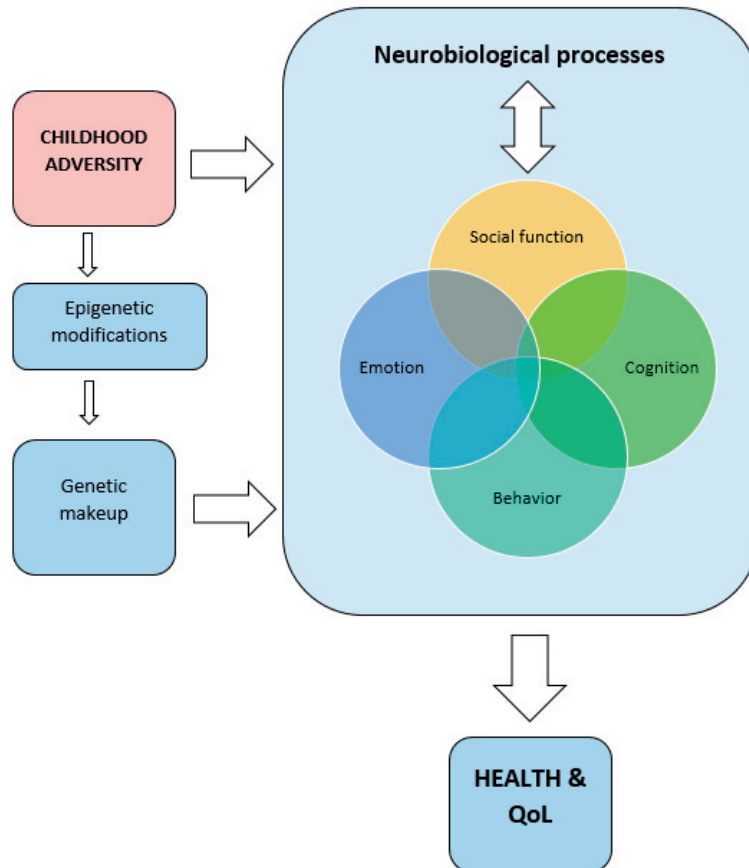 Neurobiological processes
CHILDHOOD
ADVERSITY
Social function
Epigenetic
modifications
Emotion
Cognition
Genetic
makeup
Behavior
HEALTH &
QoL